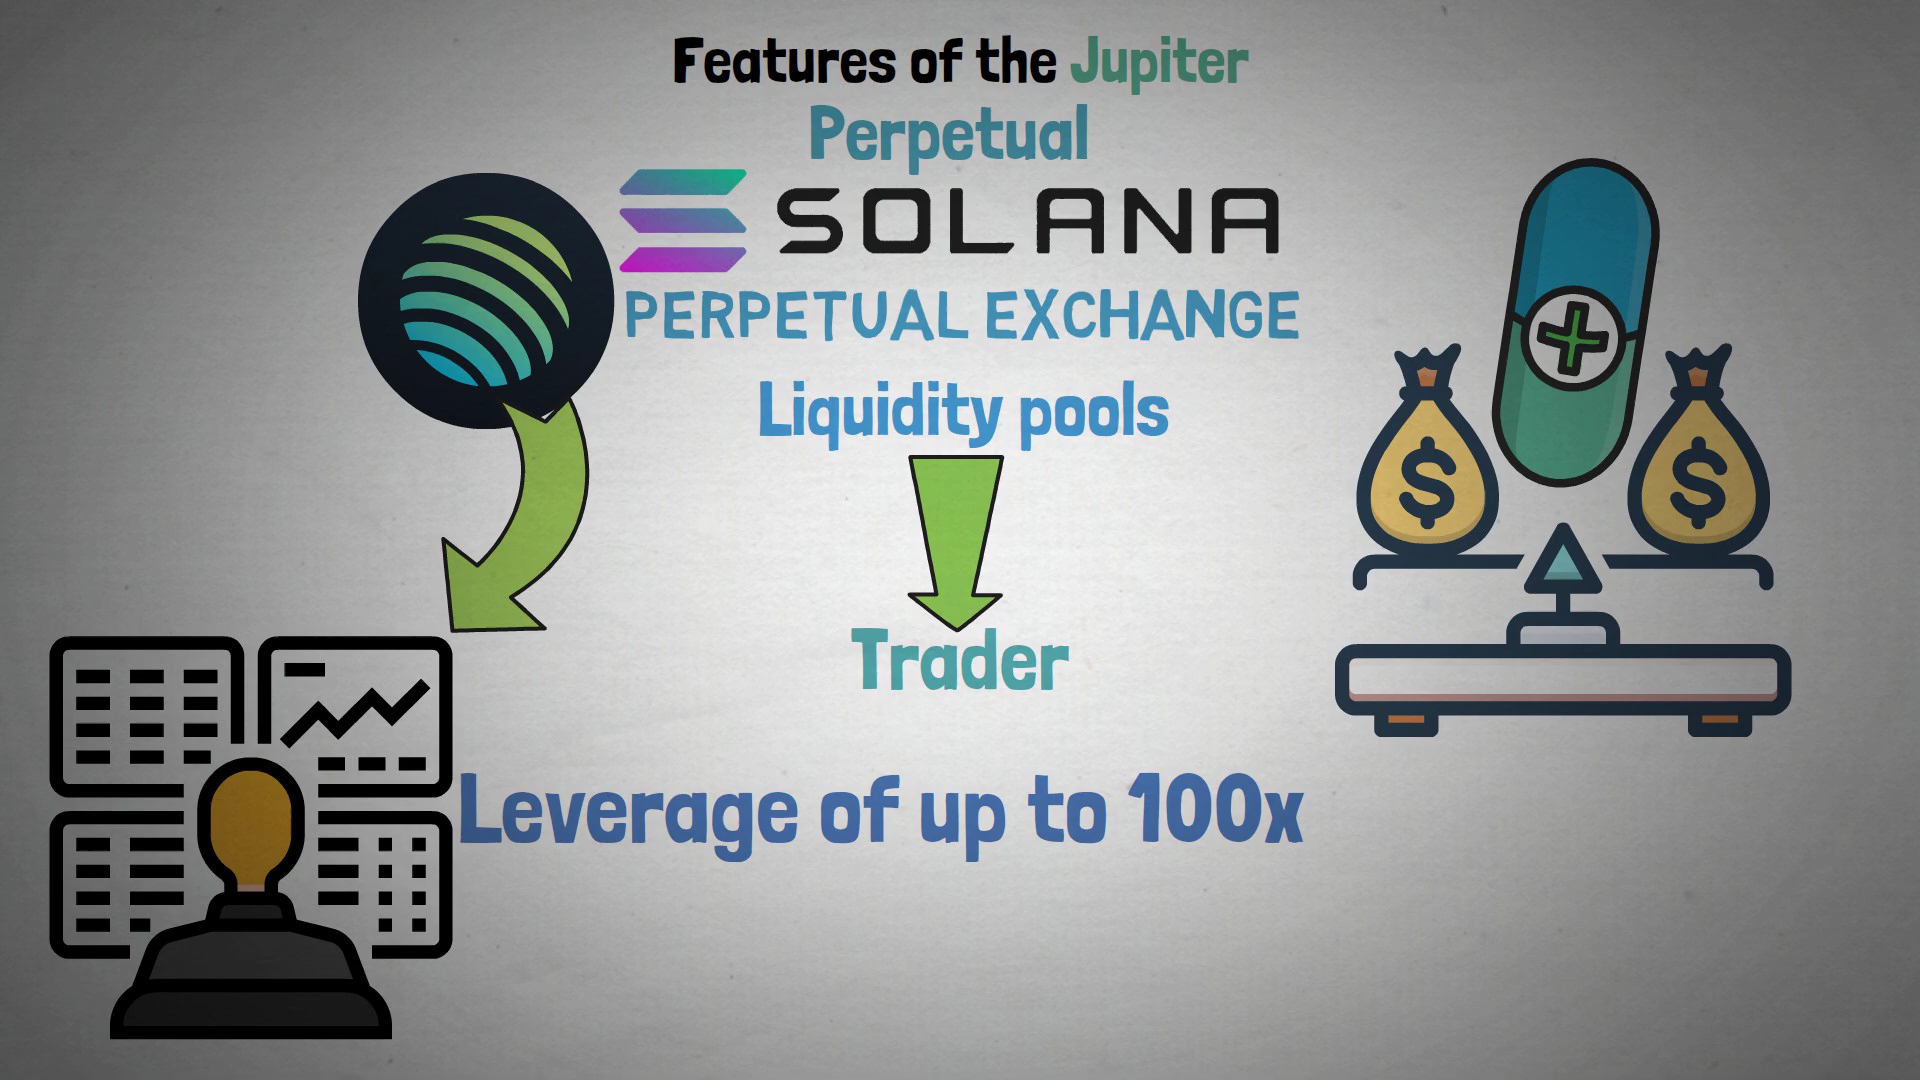 Features of the Jupiter
Perpetual
SOLANA
PERPETUAL EXCHANGE
Liquidity pools
Trader
Leverage of up to 100x
$ $